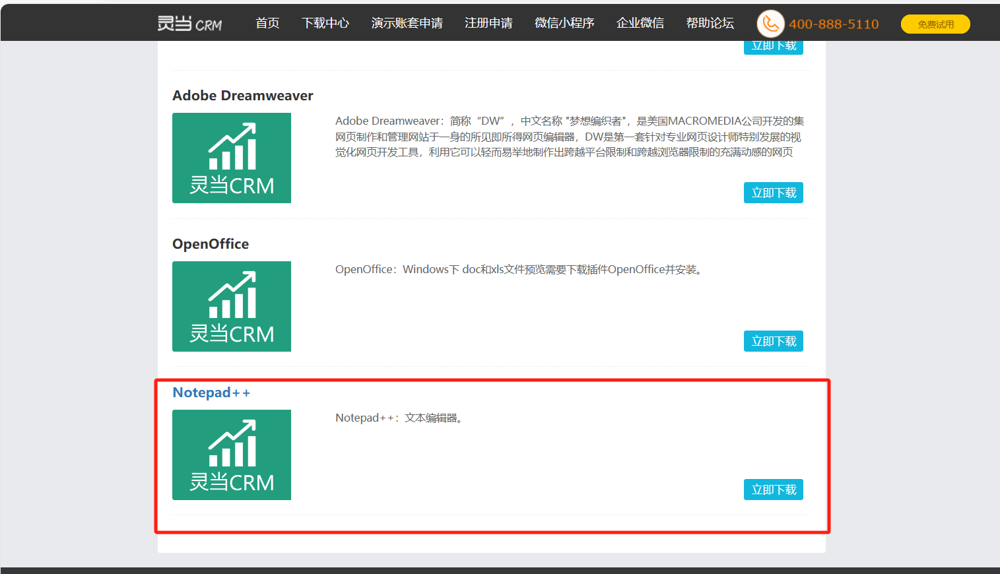 灵当 CRM 首页 下载中心 演示账套申请 注册申请 微信小程序 企业微信 帮助论坛 400-888-5110 免费试用
立即下载
Adobe Dreamweaver
灵当CRM
Adobe Dreamweaver：简称“DW”，中文名称 "梦想编织者"，是美国MACROMEDIA公司开发的集
网页制作和管理网站于一身的所见即所得网页编辑器，DW是第一套针对专业网页设计师特别发展的视
觉化网页开发工具，利用它可以轻而易举地制作出跨越平台限制和跨越浏览器限制的充满动感的网页
立即下载
OpenOffice
灵当CRM
OpenOffice：Windows下 doc和xls文件预览需要下载插件OpenOffice并安装。
立即下载
Notepad++
灵当CRM
Notepad++：文本编辑器。
立即下载